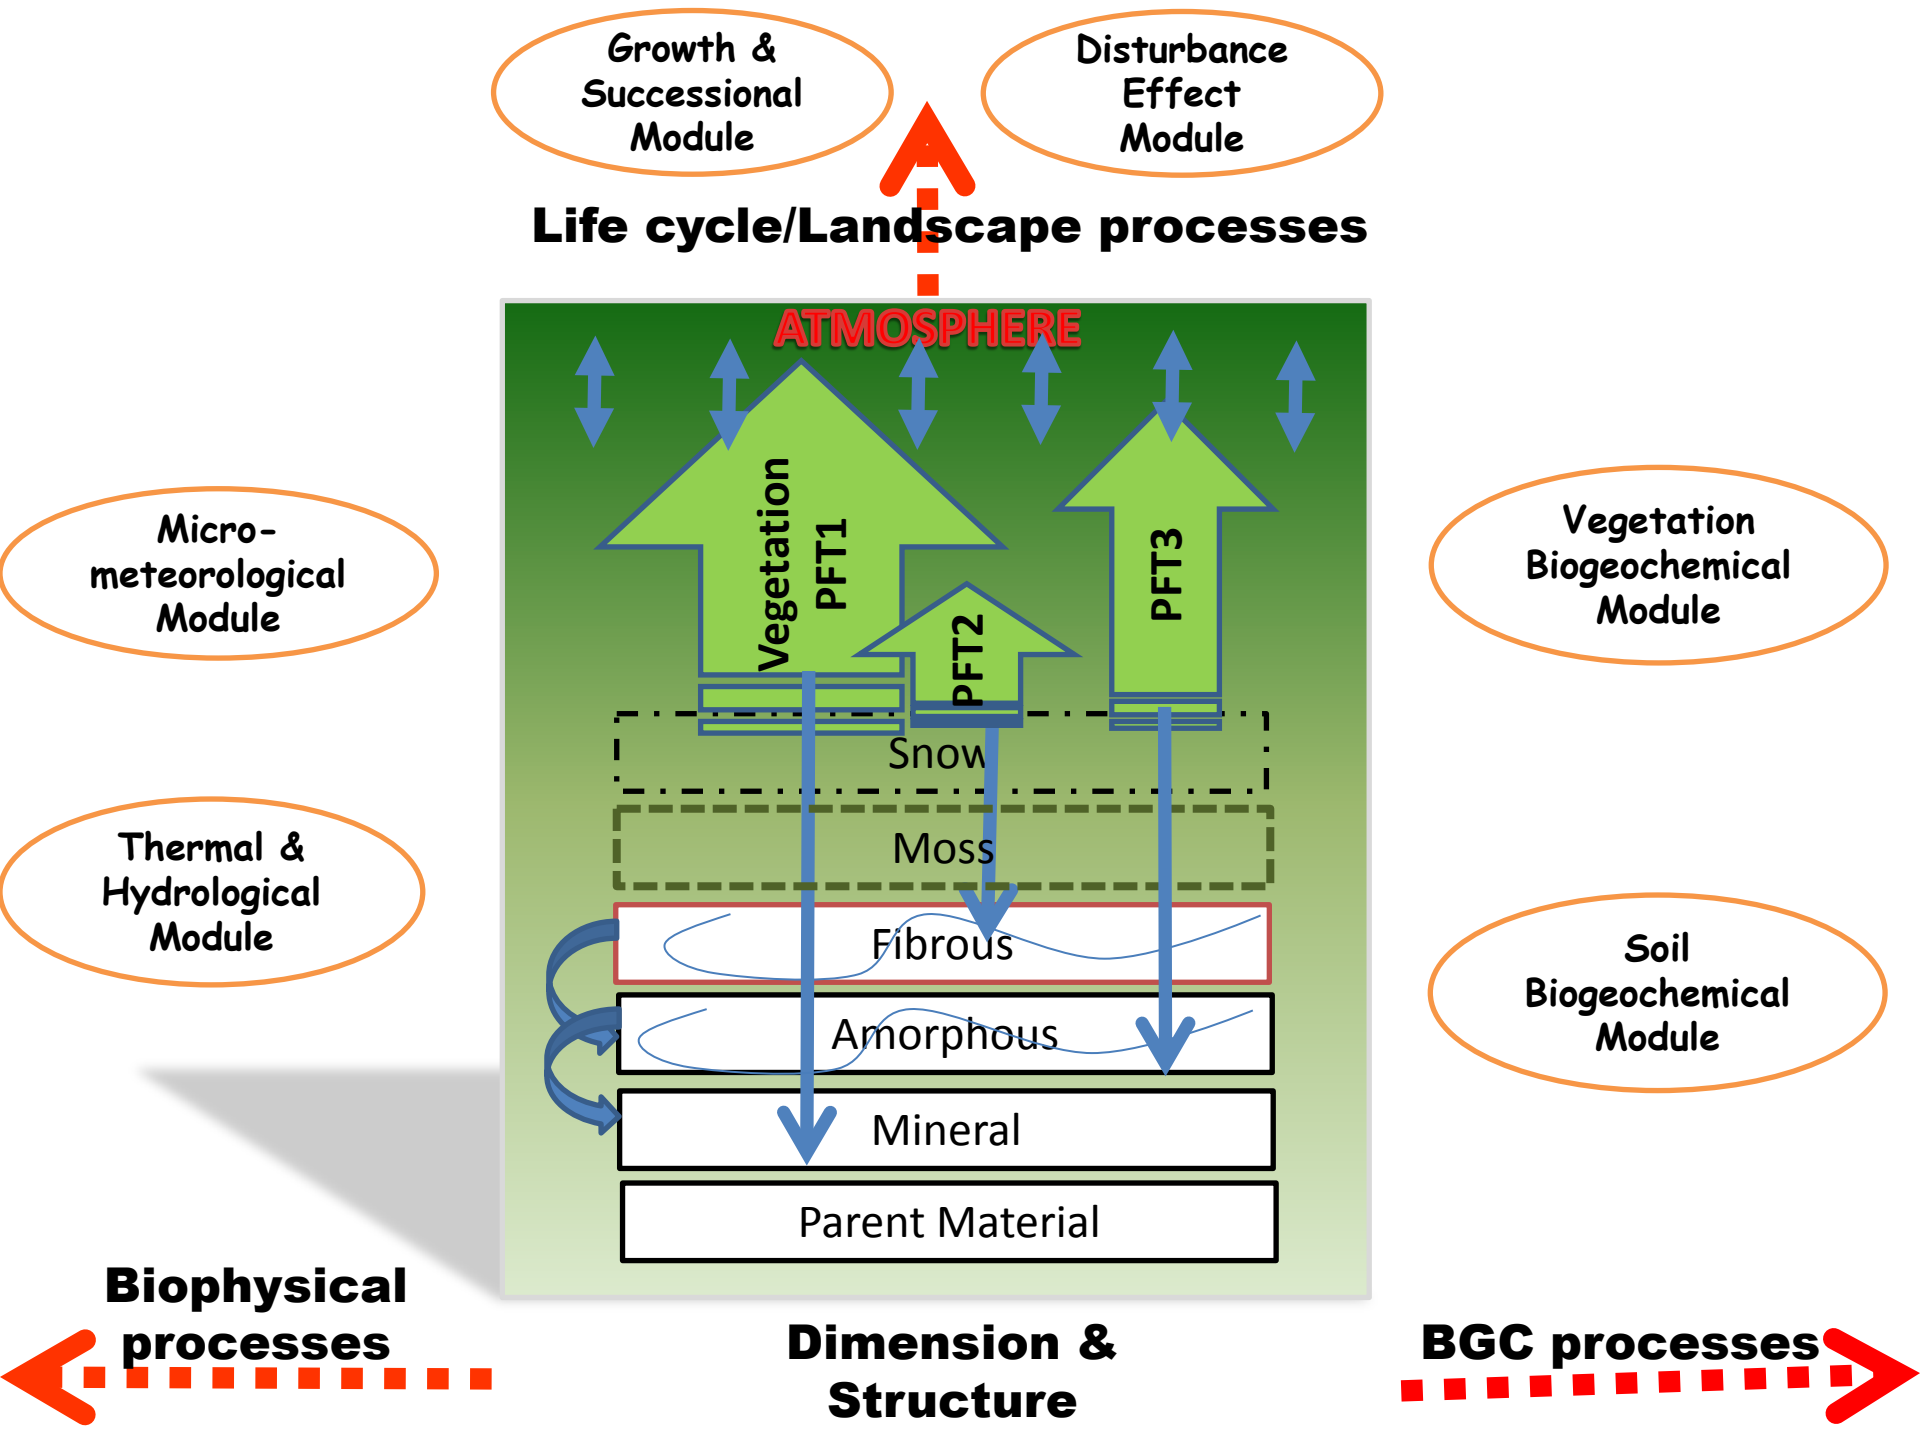 Growth &
Successional
Module
Disturbance
Effect
Module
Life cycle/Landscape processes
ATMOSPHERE
Micro-
meteorological
Module
Thermal &
Hydrological
Module
Vegetation
PFT1
PFT2
PFT3
Snow
Moss
Fibrous
Amorphous
Mineral
Parent Material
Vegetation
Biogeochemical
Module
Soil
Biogeochemical
Module
Biophysical
processes
Dimension &
Structure
BGC processes